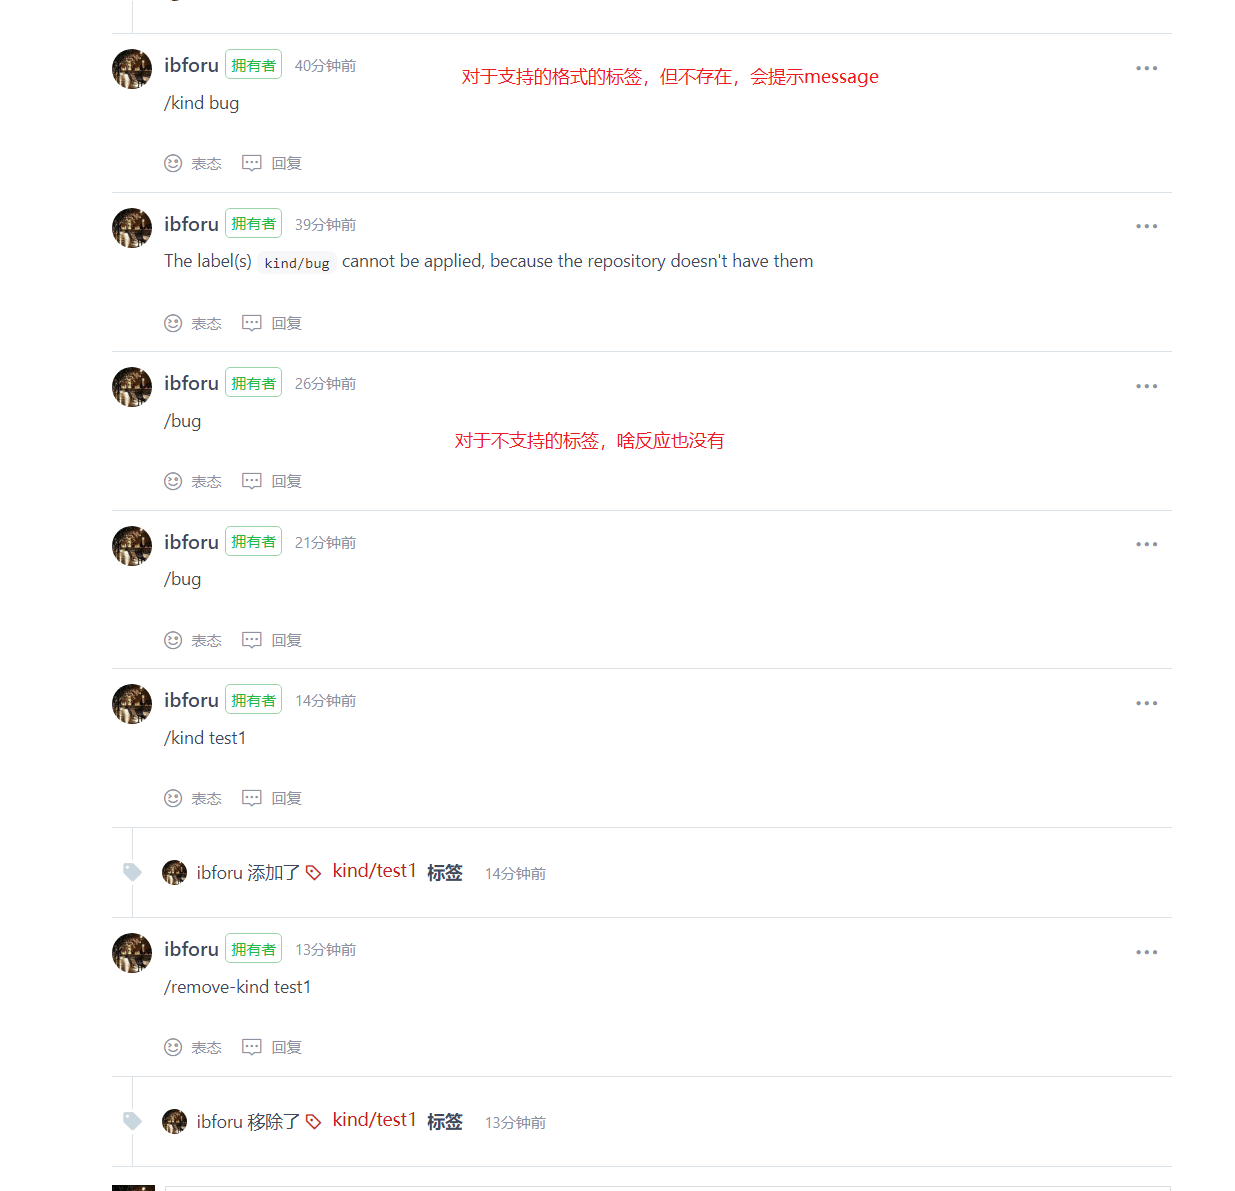 ibforu 拥有者 40分钟前
对于支持的格式的标签，但不存在，会提示message
/kind bug
表态 回复
ibforu 拥有者 39分钟前
The label(s) kind/bug cannot be applied, because the repository doesn't have them
表态 回复
ibforu 拥有者 26分钟前
/bug
对于不支持的标签，啥反应也没有
表态 回复
ibforu 拥有者 21分钟前
/bug
表态 回复
ibforu 拥有者 14分钟前
/kind test1
表态 回复
ibforu 添加了 kind/test1 标签 14分钟前
ibforu 拥有者 13分钟前
/remove-kind test1
表态 回复
ibforu 移除了 kind/test1 标签 13分钟前